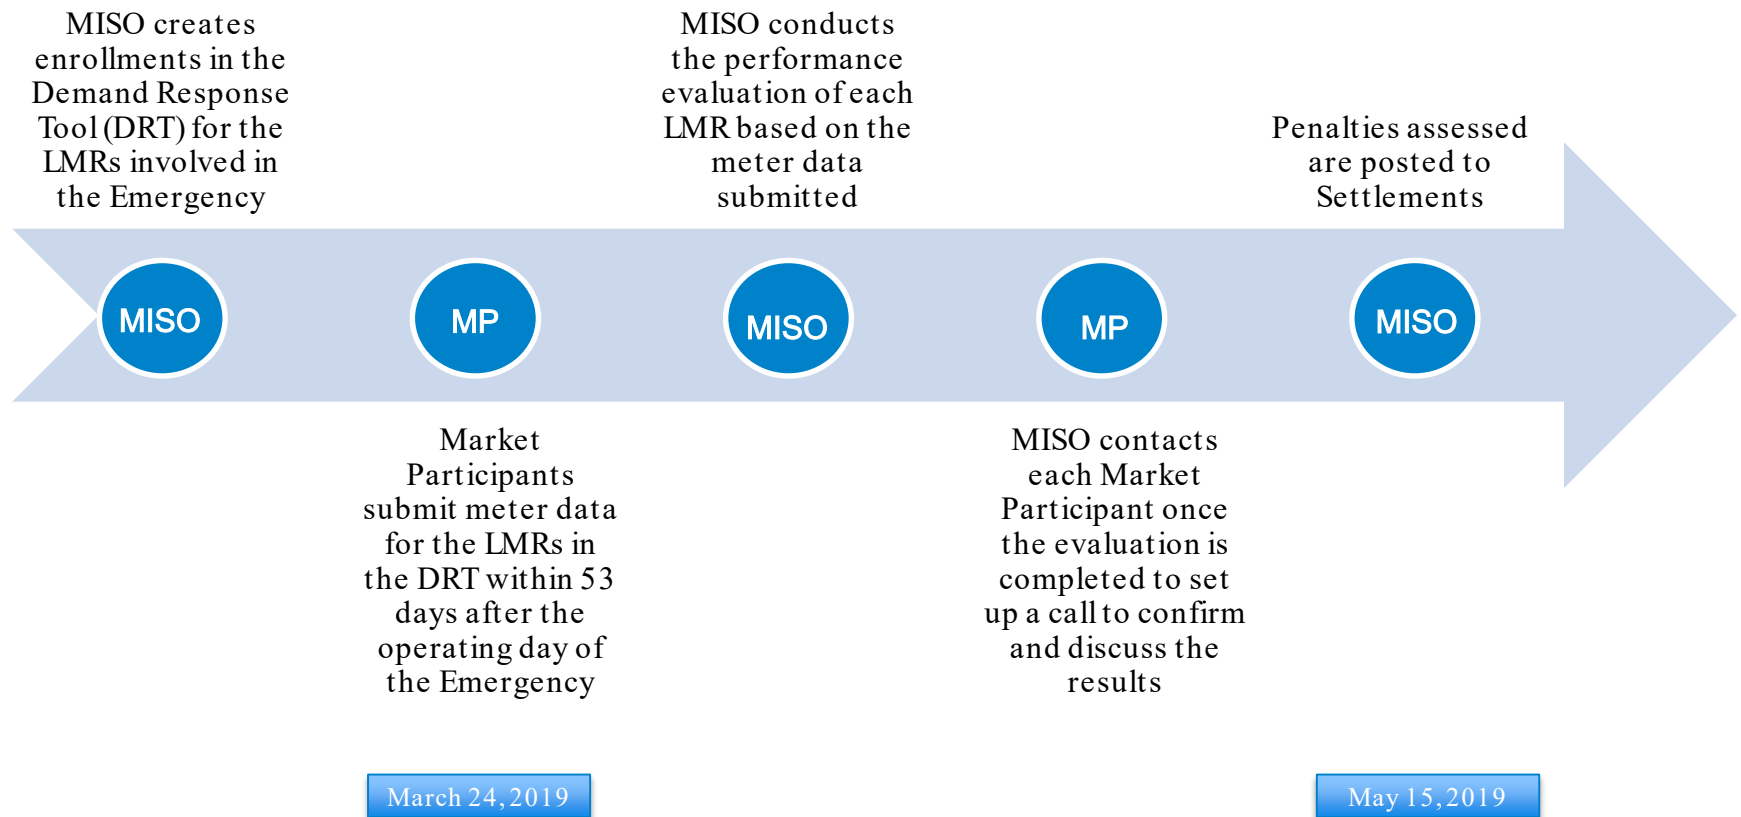 MISO creates
enrollments in the
Demand Response
Tool (DRT) for the
LMRs involved in
the Emergency
MISO conducts
the performance
evaluation of each
LMR based on the
meter data
submitted
Penalties assessed
are posted to
Settlements
MISO
MP
MISO
MP
MISO
Market
Participants
submit meter data
for the LMRs in
the DRT within 53
days after the
operating day of
the Emergency
MISO contacts
each Market
Participant once
the evaluation is
completed to set
up a call to confirm
and discuss the
results
March 24, 2019
May 15, 2019